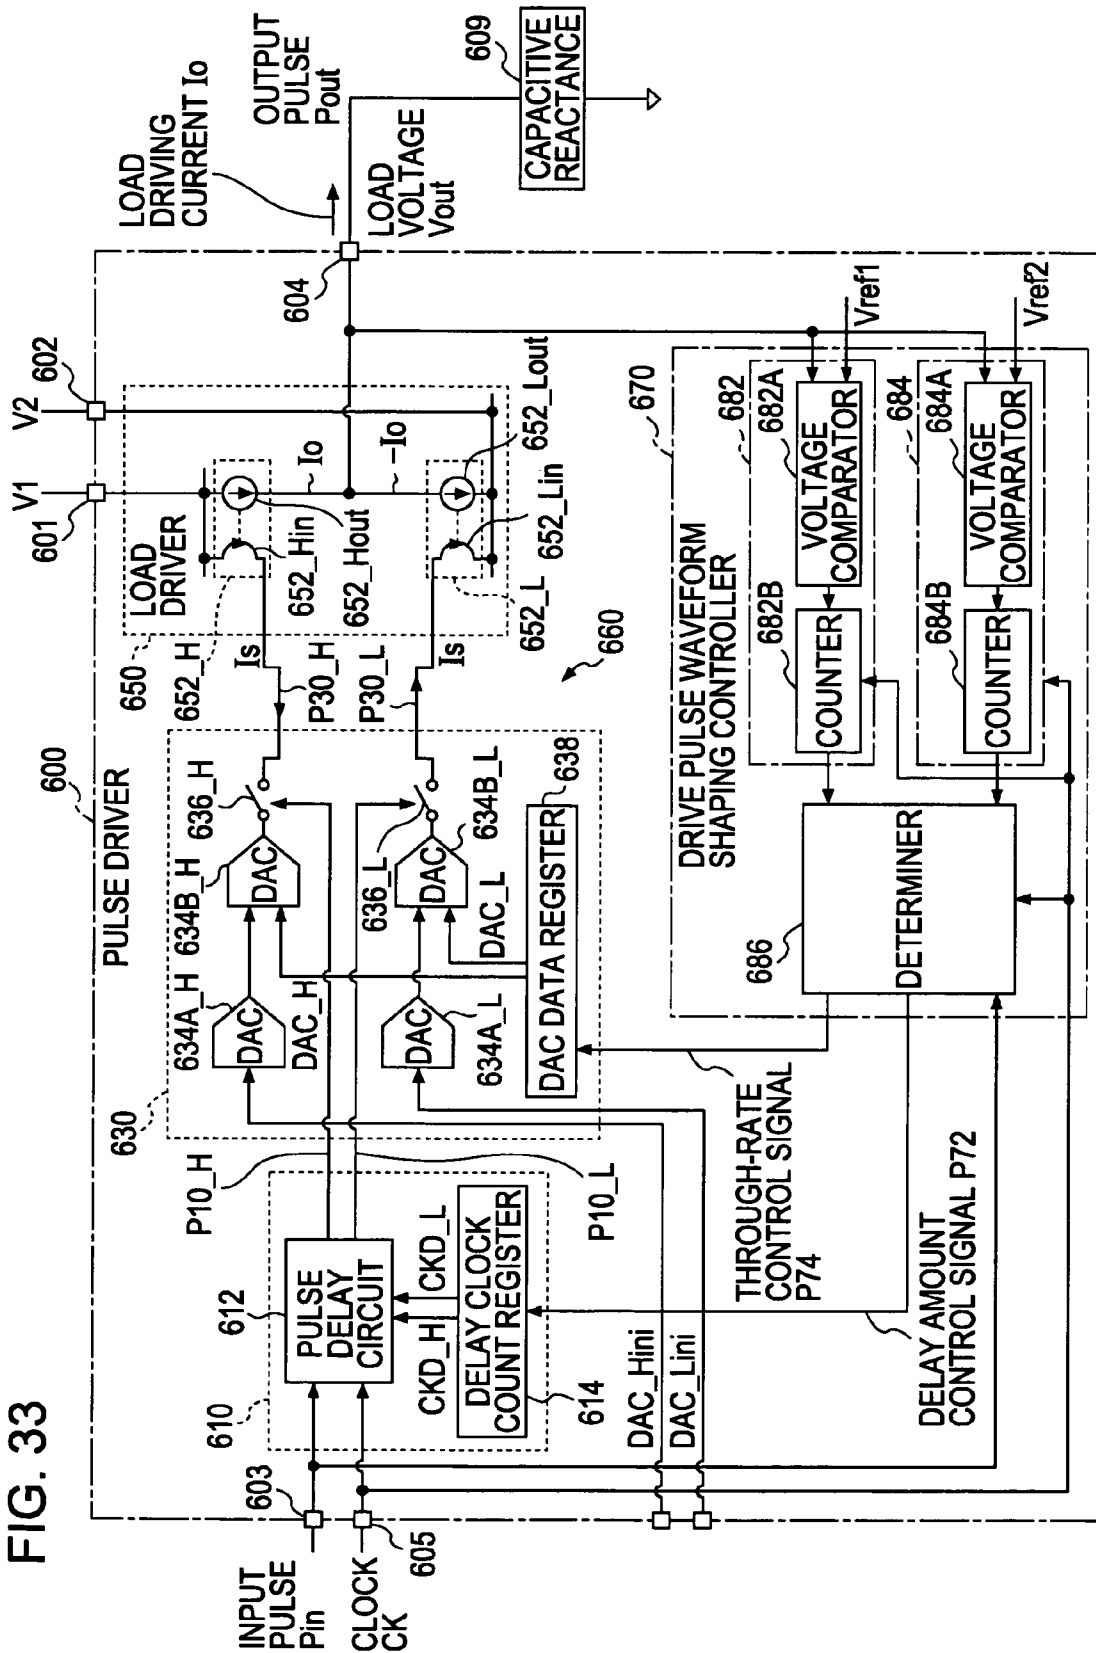 FIG. 33
600
PULSE DRIVER
INPUT
PULSE
Pin
603
CLOCK
CK
605
610
612
PULSE
DELAY
CIRCUIT
CKD_H
CKD_L
DELAY CLOCK
COUNT REGISTER
614
P10_H
P10_L
DAC_Hini
DAC_Lini
630
634A_H
DAC
DAC_H
634B_H
DAC
636_H
634A_L
DAC
636_L
DAC
634B_L
DAC_L
DAC DATA REGISTER
638
Is
P30_H
P30_L
Is
660
650
652_H
LOAD
DRIVER
652_Hin
652_Hout
652_L
652_Lin
652_Lout
Io
-Io
V1
601
V2
602
604
LOAD
DRIVING
CURRENT Io
OUTPUT
PULSE
Pout
LOAD
VOLTAGE
Vout
609
CAPACITIVE
REACTANCE
670
DRIVE PULSE WAVEFORM
SHAPING CONTROLLER
682
682A
VOLTAGE
COMPARATOR
682B
COUNTER
Vref1
684
684A
VOLTAGE
COMPARATOR
684B
COUNTER
Vref2
686
DETERMINER
THROUGH-RATE
CONTROL SIGNAL
P74
DELAY AMOUNT
CONTROL SIGNAL P72